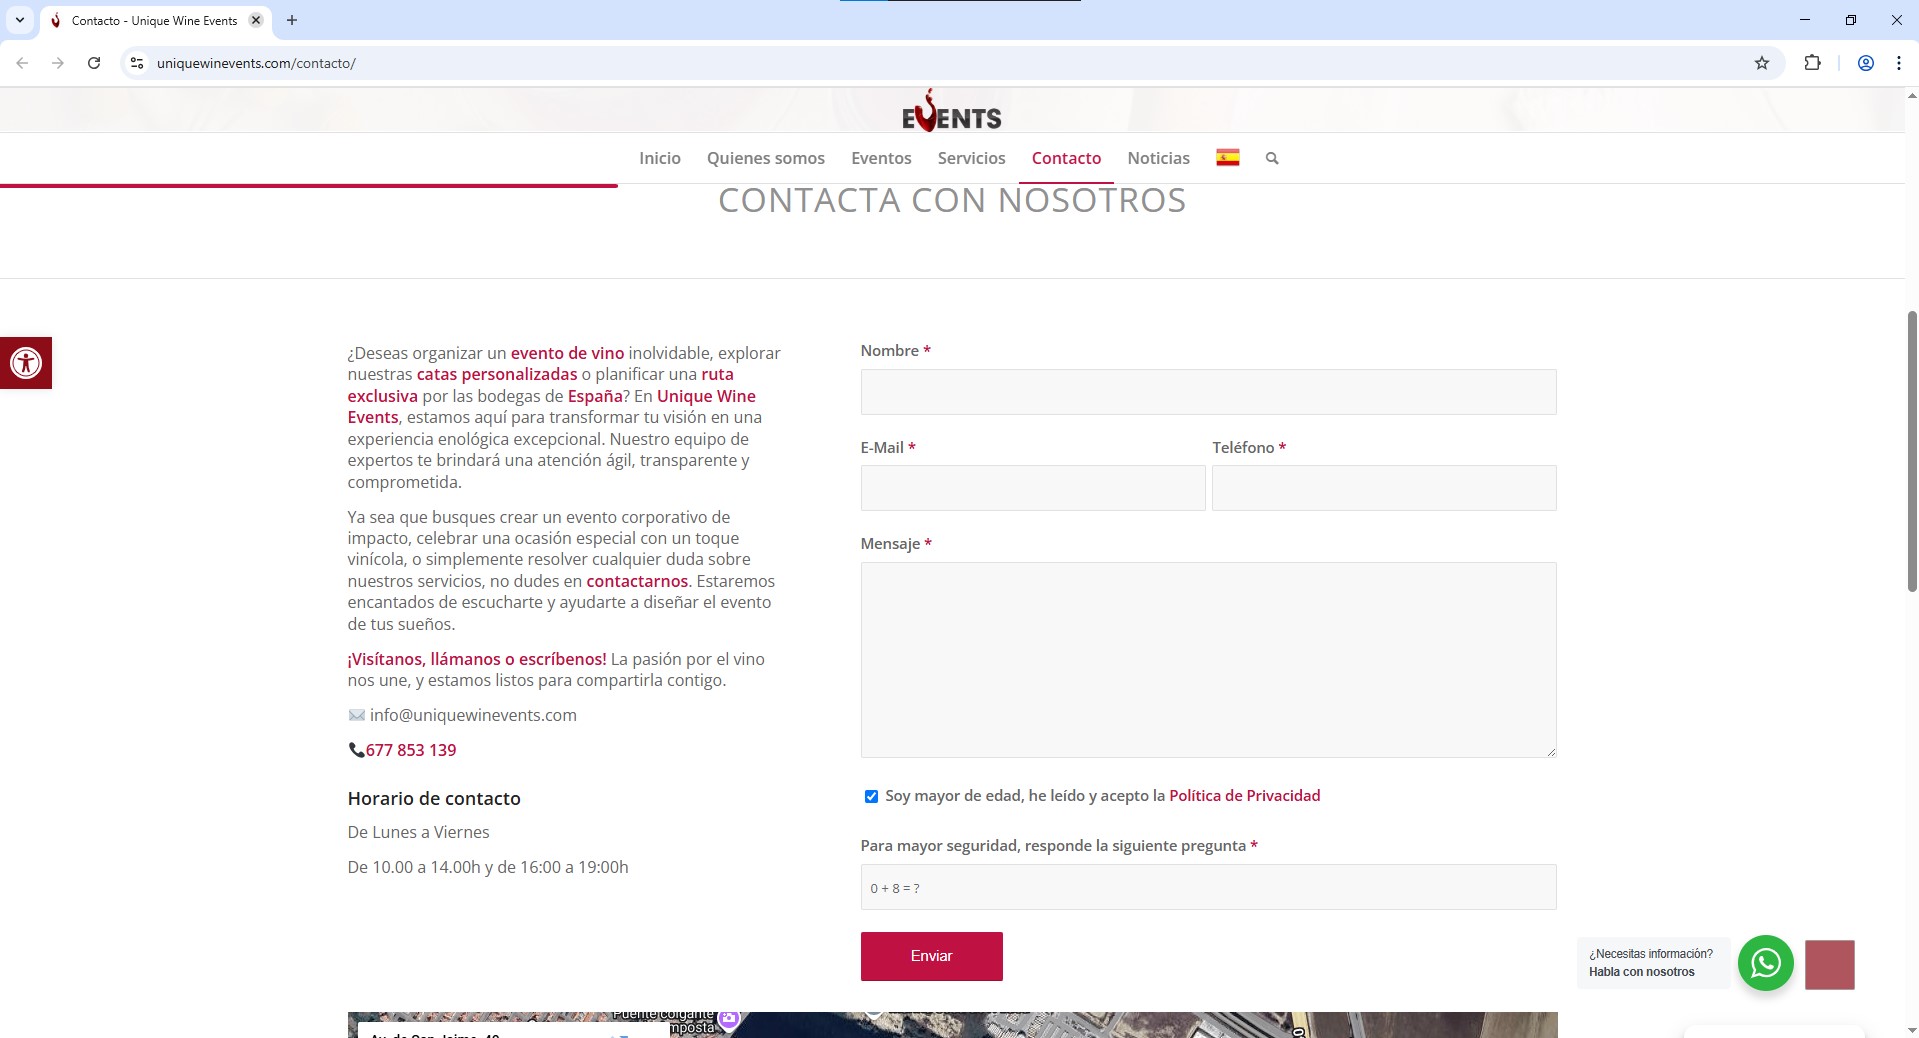 Contacto - Unique Wine Events
uniquewinevents.com/contacto/
EVENTS
Inicio Quienes somos Eventos Servicios Contacto Noticias
CONTACTA CON NOSOTROS
¿Deseas organizar un evento de vino inolvidable, explorar
nuestras catas personalizadas o planificar una ruta
exclusiva por las bodegas de España? En Unique Wine
Events, estamos aquí para transformar tu visión en una
experiencia enológica excepcional. Nuestro equipo de
expertos te brindará una atención ágil, transparente y
comprometida.
Ya sea que busques crear un evento corporativo de
impacto, celebrar una ocasión especial con un toque
vinícola, o simplemente resolver cualquier duda sobre
nuestros servicios, no dudes en contactarnos. Estaremos
encantados de escucharte y ayudarte a diseñar el evento
de tus sueños.
¡Visítanos, llámanos o escríbenos! La pasión por el vino
nos une, y estamos listos para compartirla contigo.
info@uniquewinevents.com
677 853 139
Horario de contacto
De Lunes a Viernes
De 10.00 a 14.00h y de 16:00 a 19:00h
Nombre *
E-Mail * Teléfono *
Mensaje *
Soy mayor de edad, he leído y acepto la Política de Privacidad
Para mayor seguridad, responde la siguiente pregunta *
0 + 8 = ?
Enviar
¿Necesitas información?
Habla con nosotros
Puente Colgante